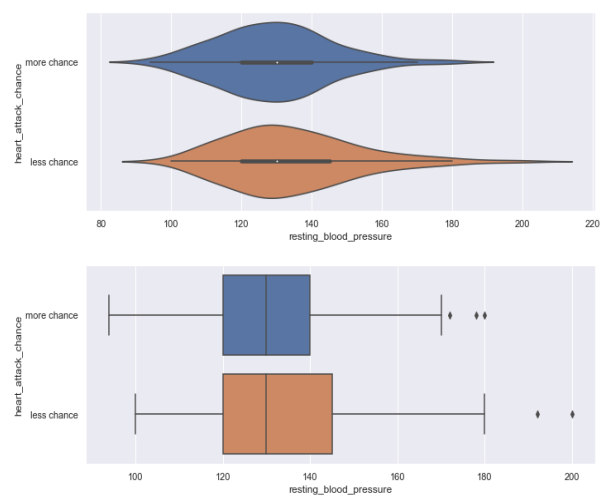 more chance
heart_attack_chance
less chance
80 100 120 140 160 180 200 220
resting_blood_pressure
more chance
heart_attack_chance
less chance
100 120 140 160 180 200
resting_blood_pressure